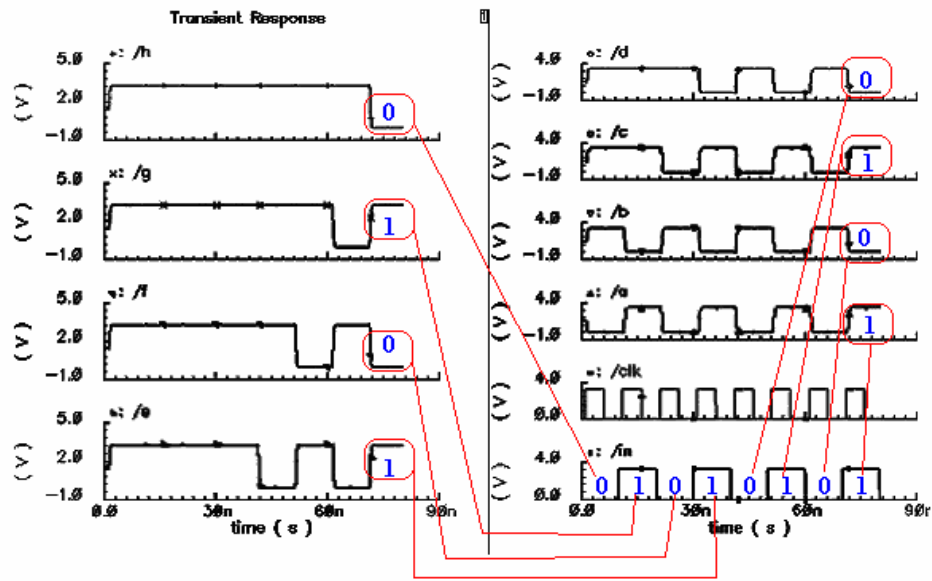 Transient Response
5.0 +: /h
(V) 2.0
-1.0
0
5.0 ×: /g
(V) 2.0
-1.0
1
5.0 /f
(V) 2.0
-1.0
0
5.0 /e
(V) 2.0
-1.0
1
0.0 30n 60n 90n
time ( s )
4.0 /d
(V) -1.0
0
4.0 /c
(V) -1.0
1
4.0 /b
(V) -1.0
0
4.0 /a
(V) -1.0
1
4.0 /clk
(V) 0.0
4.0 /in
(V) 0.0
0 1 0 1 0 1 0 1
0.0 30n 60n 90n
time ( s )